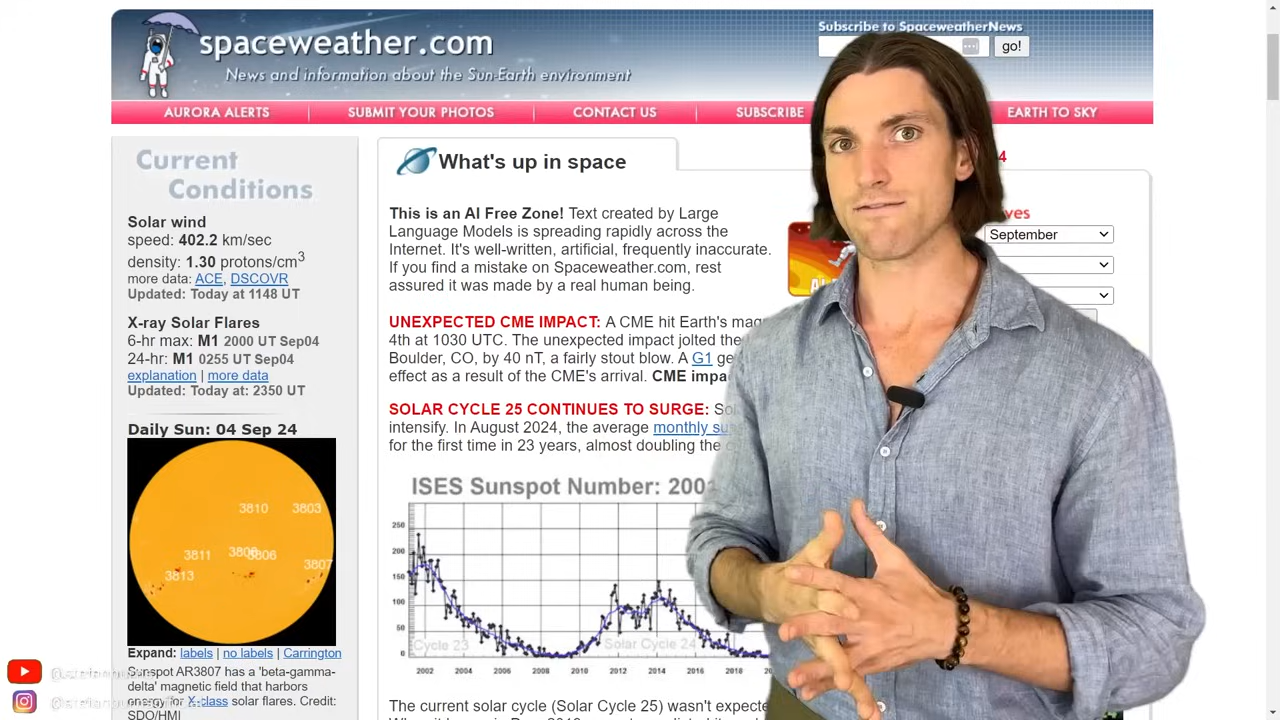 Subscribe to SpaceweatherNews
spaceweather.com
go!
News and information about the Sun-Earth environment
AURORA ALERTS
SUBMIT YOUR PHOTOS
CONTACT US
SUBSCRIBE
EARTH TO SKY
Current
Conditions
Solar wind
speed: 402.2 km/sec
density: 1.30 protons/cm3
more data: ACE, DSCOVR
Updated: Today at 1148 UT
X-ray Solar Flares
6-hr max: M1 2000 UT Sep04
24-hr: M1 0255 UT Sep04
explanation | more data
Updated: Today at: 2350 UT
Daily Sun: 04 Sep 24
3810
3803
3811
3806
3807
3813
Expand: labels | no labels | Carrington
Sunspot AR3807 has a 'beta-gamma-
delta' magnetic field that harbors
energy for X-class solar flares. Credit:
SDO/HMI
What's up in space
4
This is an AI Free Zone! Text created by Large
Language Models is spreading rapidly across the
Internet. It's well-written, artificial, frequently inaccurate.
If you find a mistake on Spaceweather.com, rest
assured it was made by a real human being.
September
UNEXPECTED CME IMPACT: A CME hit Earth's mag
4th at 1030 UTC. The unexpected impact jolted the
Boulder, CO, by 40 nT, a fairly stout blow. A G1 ge
effect as a result of the CME's arrival. CME impa
SOLAR CYCLE 25 CONTINUES TO SURGE: So
intensify. In August 2024, the average monthly su
for the first time in 23 years, almost doubling the
ISES Sunspot Number: 200
250
200
150
100
50
0
Cycle 23
Solar Cycle 24
2002 2004 2006 2008 2010 2012 2014 2016 2018
The current solar cycle (Solar Cycle 25) wasn't expecte